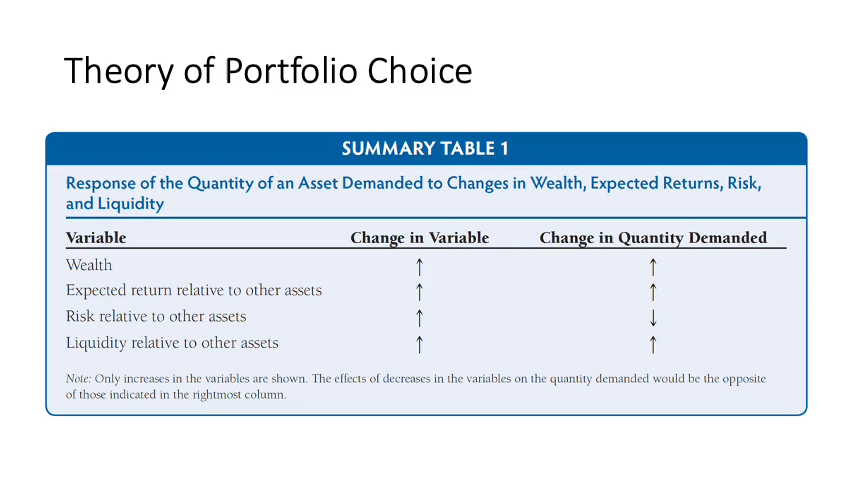 Theory of Portfolio Choice
SUMMARY TABLE 1
Response of the Quantity of an Asset Demanded to Changes in Wealth, Expected Returns, Risk,
and Liquidity
Variable Change in Variable Change in Quantity Demanded
Wealth ↑ ↑
Expected return relative to other assets ↑ ↑
Risk relative to other assets ↑ ↓
Liquidity relative to other assets ↑ ↑
Note: Only increases in the variables are shown. The effects of decreases in the variables on the quantity demanded would be the opposite
of those indicated in the rightmost column.